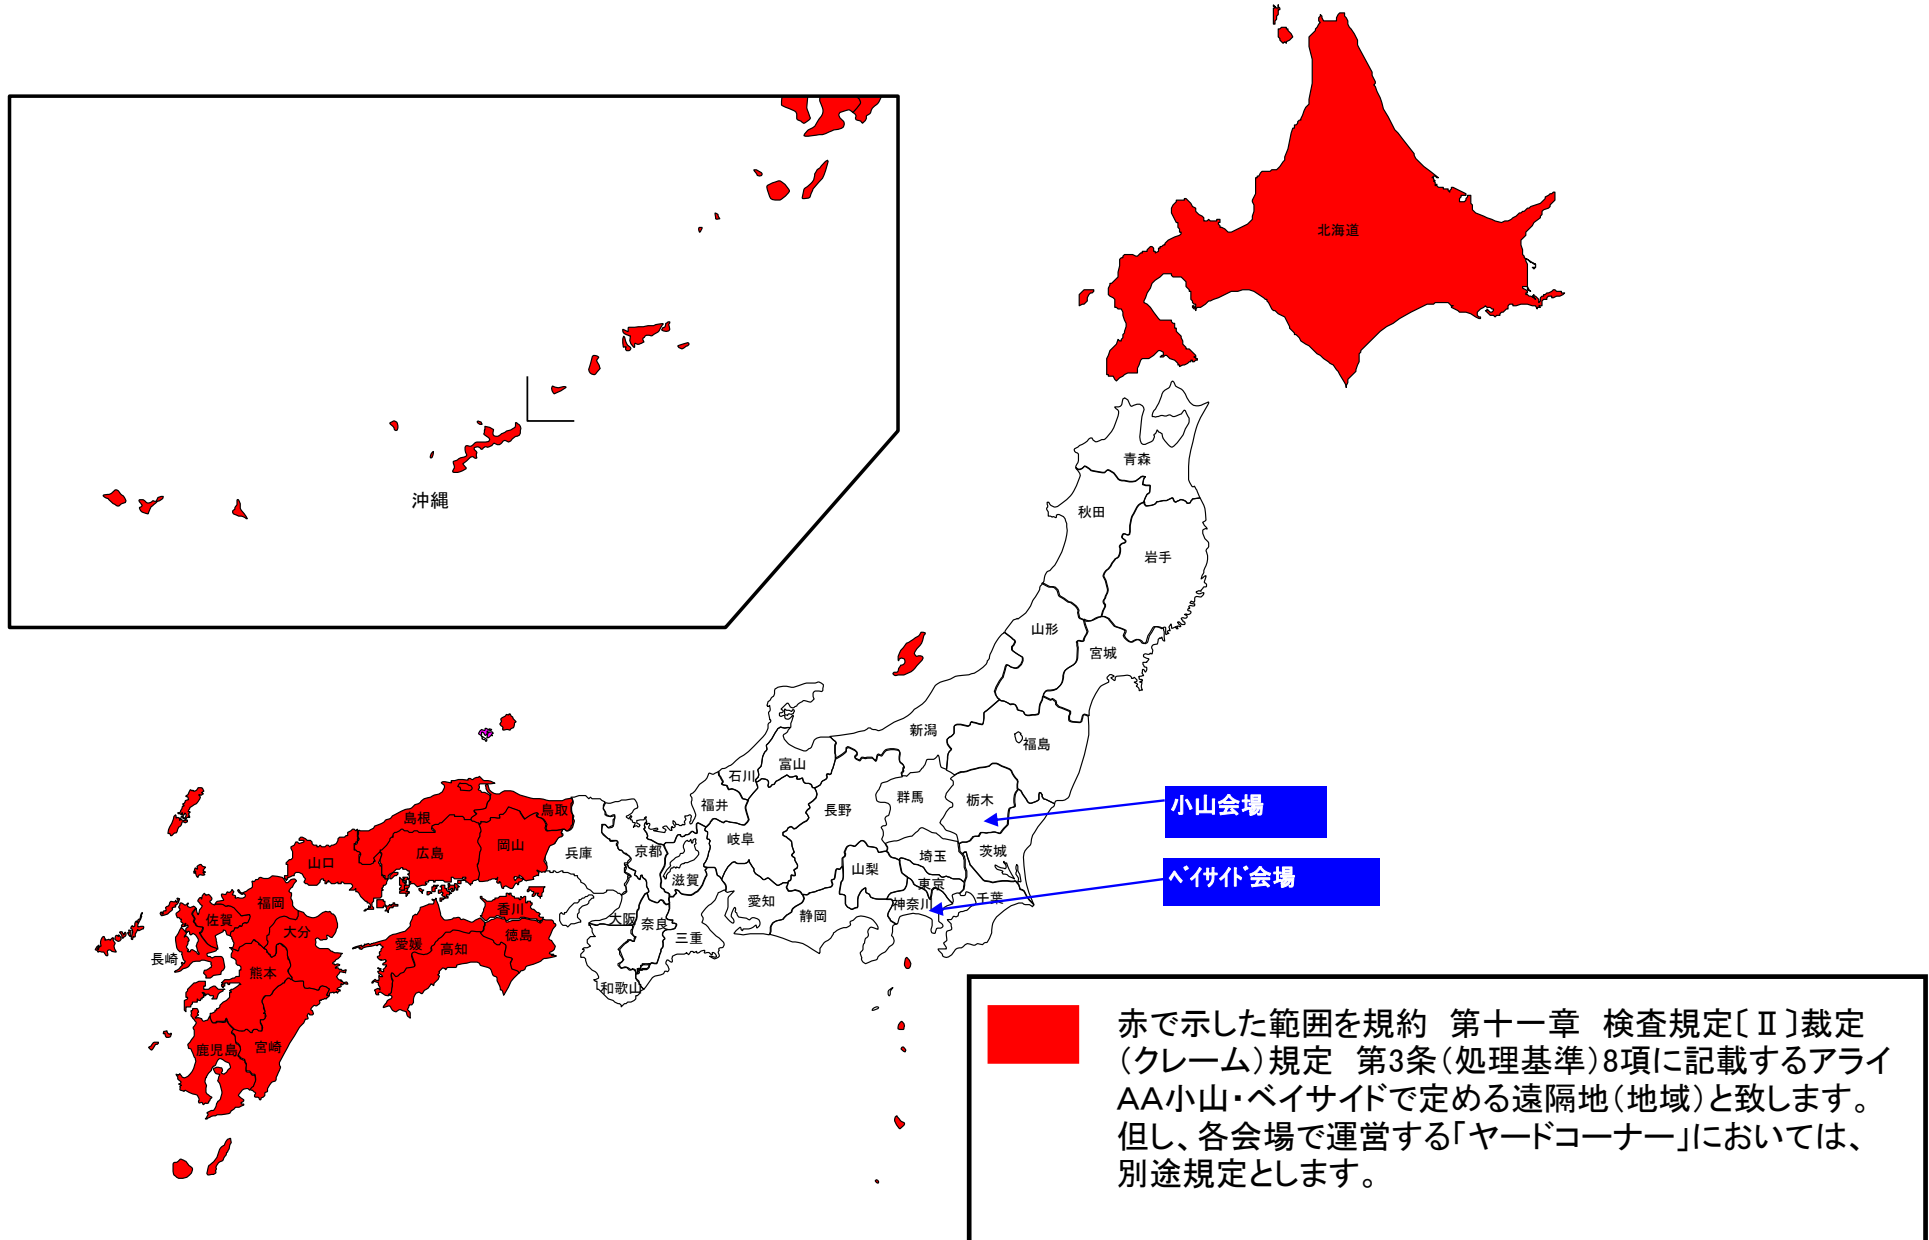 北海道
沖縄
青森
秋田
岩手
山形
宮城
新潟
福島
石川
富山
福井
長野
群馬
栃木
小山会場
岐阜
埼玉
茨城
山梨
東京
ﾍﾞｲｻｲﾄﾞ会場
神奈川
千葉
鳥取
島根
岡山
広島
山口
兵庫
京都
滋賀
愛知
静岡
大阪
奈良
三重
和歌山
香川
徳島
愛媛
高知
福岡
佐賀
大分
長崎
熊本
鹿児島
宮崎
赤で示した範囲を規約　第十一章　検査規定〔Ⅱ〕裁定
（クレーム）規定　第3条（処理基準）8項に記載するアライ
AA小山・ベイサイドで定める遠隔地（地域）と致します。
但し、各会場で運営する「ヤードコーナー」においては、
別途規定とします。